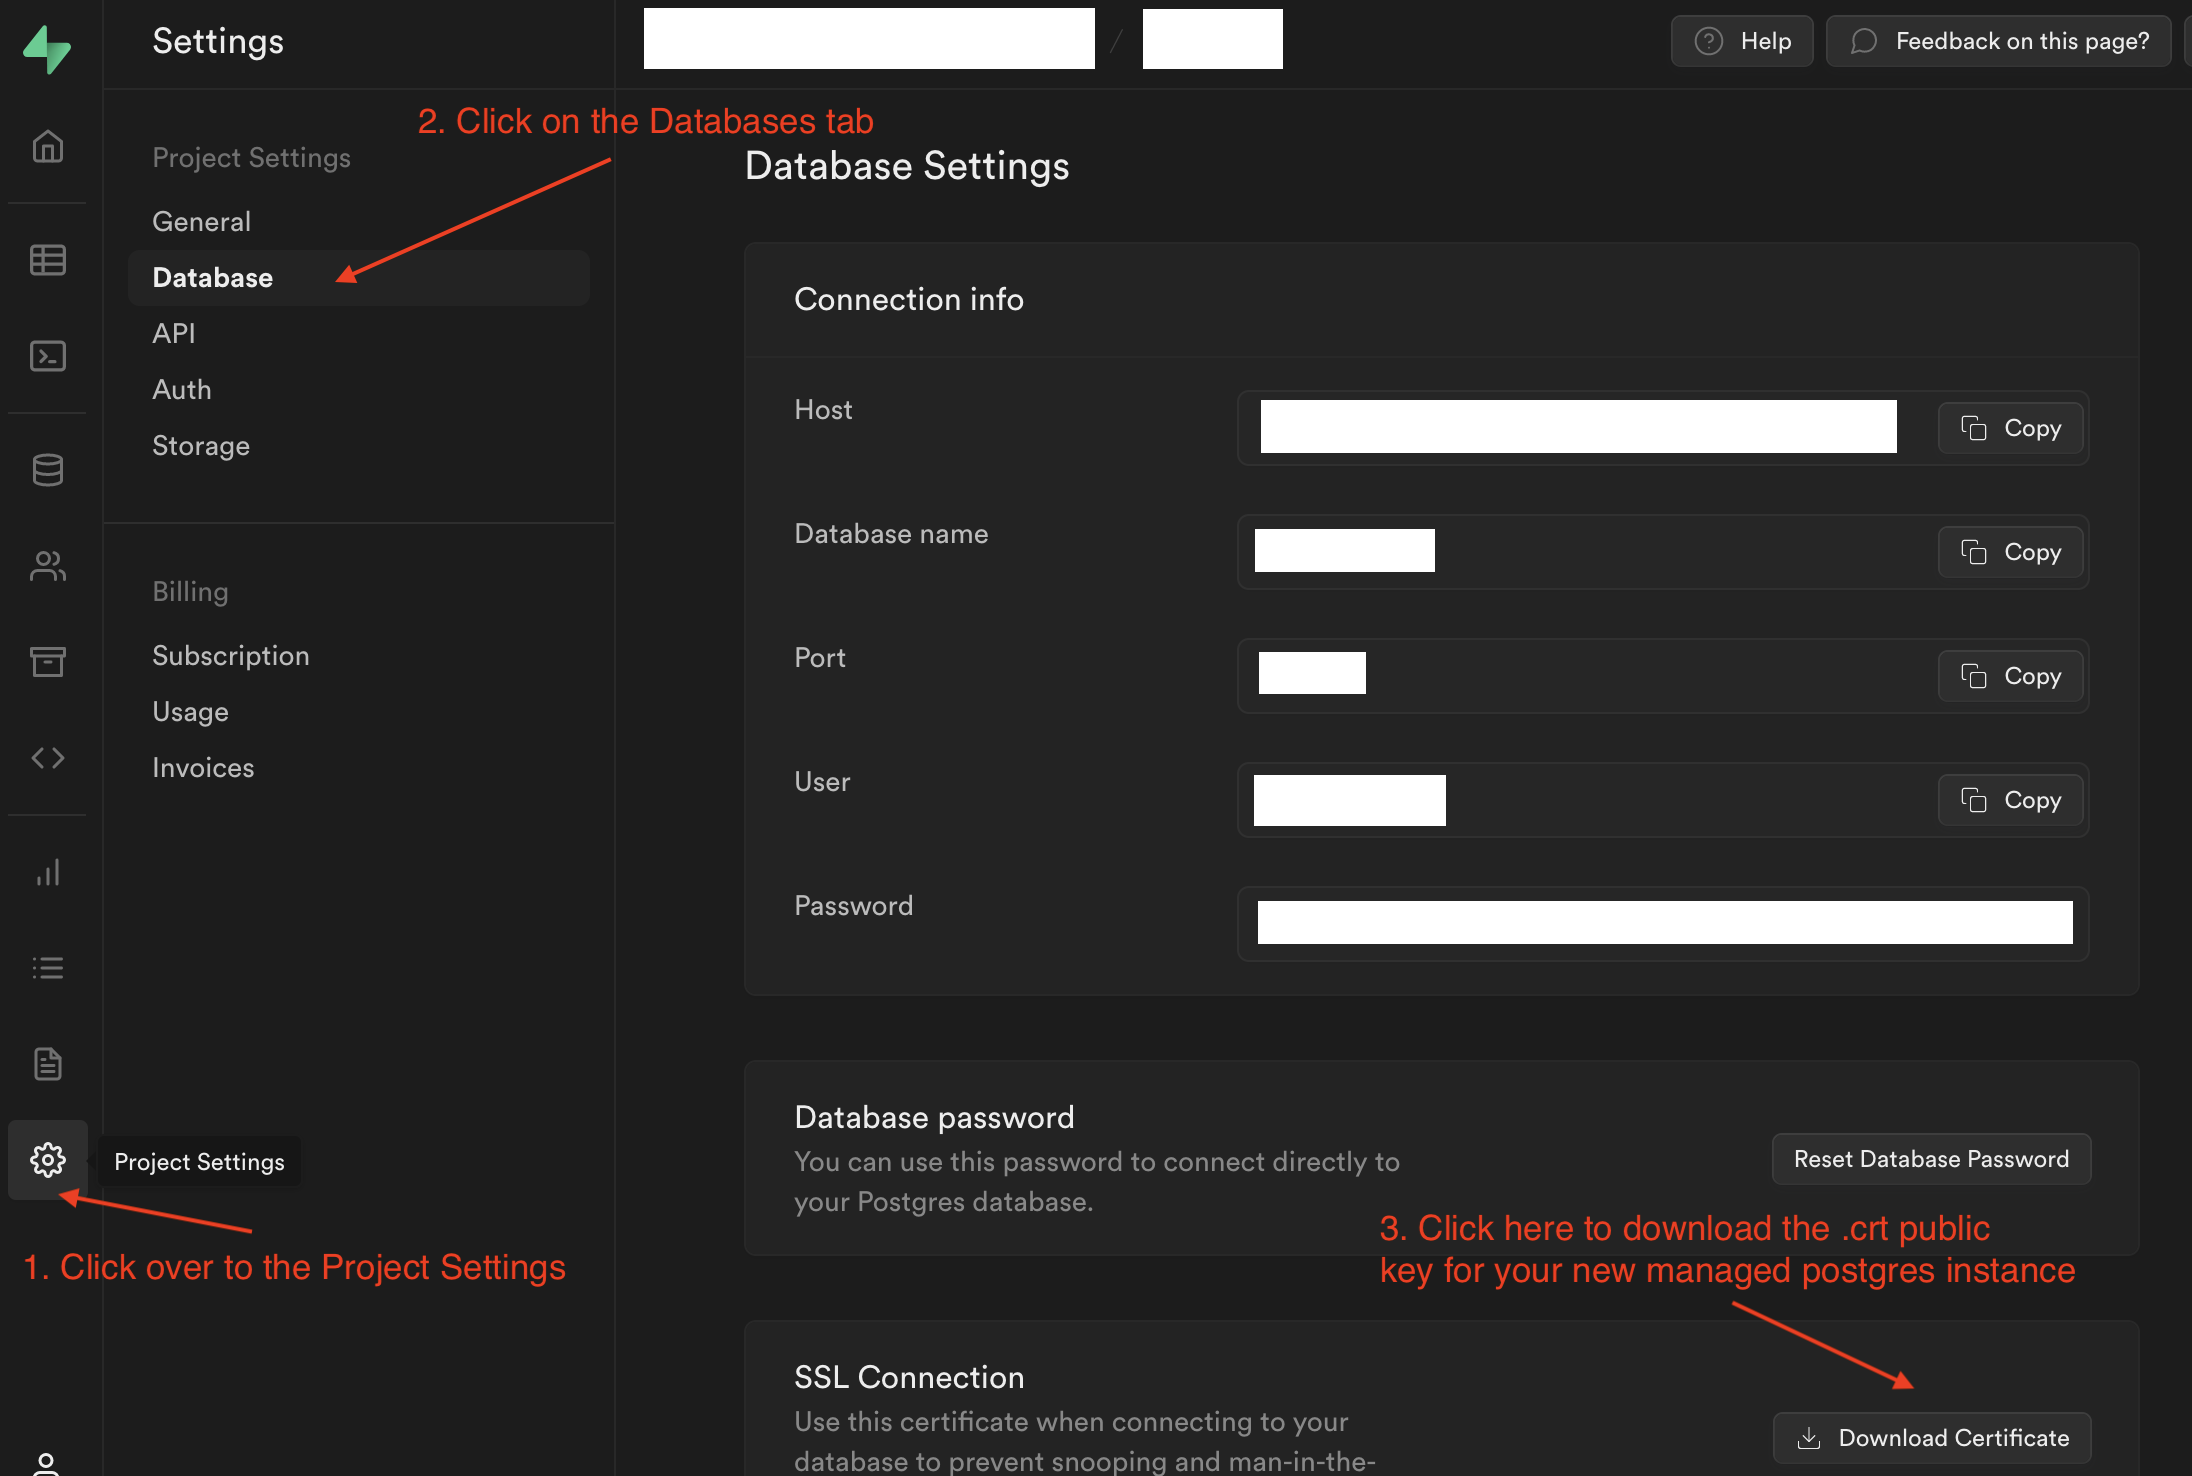 Settings
Help
Feedback on this page?
2. Click on the Databases tab
Project Settings
General
Database
API
Auth
Storage
Billing
Subscription
Usage
Invoices
Project Settings
1. Click over to the Project Settings
Database Settings
Connection info
Host
Copy
Database name
Copy
Port
Copy
User
Copy
Password
Database password
You can use this password to connect directly to
your Postgres database.
Reset Database Password
3. Click here to download the .crt public
key for your new managed postgres instance
SSL Connection
Use this certificate when connecting to your
database to prevent snooping and man-in-the-
Download Certificate